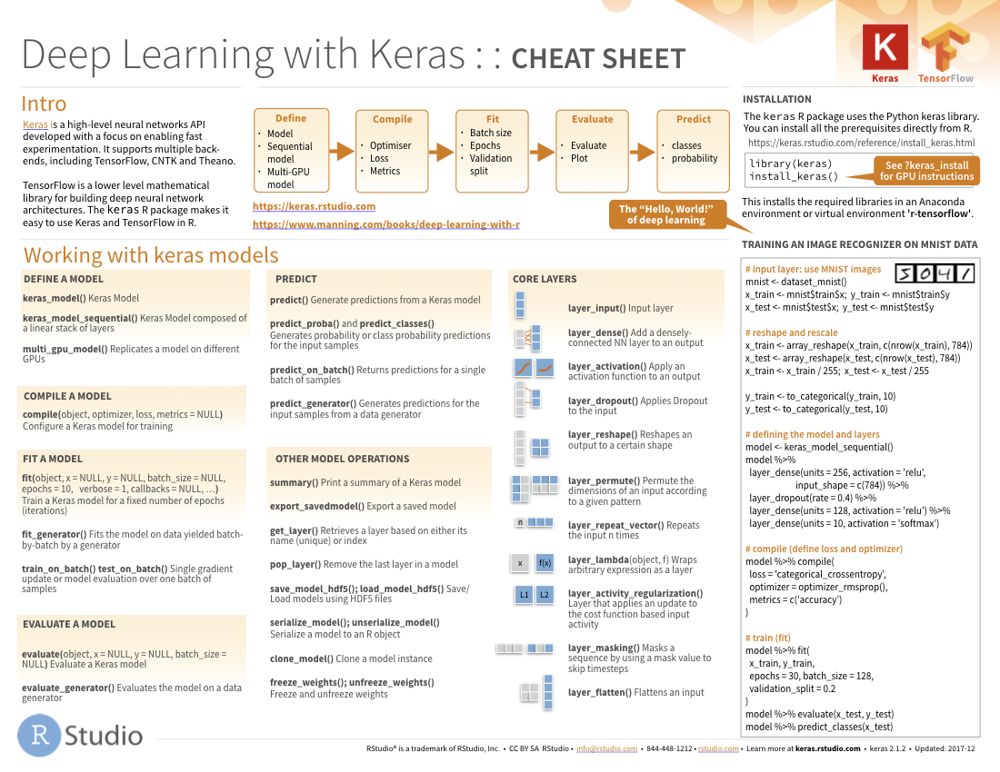 Deep Learning with Keras : : CHEAT SHEET
Keras
TensorFlow
Intro
Keras is a high-level neural networks API
developed with a focus on enabling fast
experimentation. It supports multiple back-
ends, including TensorFlow, CNTK and Theano.
TensorFlow is a lower level mathematical
library for building deep neural network
architectures. The keras R package makes it
easy to use Keras and TensorFlow in R.
Define
• Model
• Sequential
model
• Multi-GPU
model
Compile
• Optimiser
• Loss
• Metrics
Fit
• Batch size
• Epochs
• Validation
split
Evaluate
• Evaluate
• Plot
Predict
• classes
• probability
https://keras.rstudio.com
https://www.manning.com/books/deep-learning-with-r
The “Hello, World!”
of deep learning
INSTALLATION
The keras R package uses the Python keras library.
You can install all the prerequisites directly from R.
https://keras.rstudio.com/reference/install_keras.html
library(keras)
install_keras()
See ?keras_install
for GPU instructions
This installs the required libraries in an Anaconda
environment or virtual environment 'r-tensorflow'.
Working with keras models
DEFINE A MODEL
keras_model() Keras Model
keras_model_sequential() Keras Model composed of
a linear stack of layers
multi_gpu_model() Replicates a model on different
GPUs
COMPILE A MODEL
compile(object, optimizer, loss, metrics = NULL)
Configure a Keras model for training
FIT A MODEL
fit(object, x = NULL, y = NULL, batch_size = NULL,
epochs = 10, verbose = 1, callbacks = NULL, …)
Train a Keras model for a fixed number of epochs
(iterations)
fit_generator() Fits the model on data yielded batch-
by-batch by a generator
train_on_batch() test_on_batch() Single gradient
update or model evaluation over one batch of
samples
EVALUATE A MODEL
evaluate(object, x = NULL, y = NULL, batch_size =
NULL) Evaluate a Keras model
evaluate_generator() Evaluates the model on a data
generator
PREDICT
predict() Generate predictions from a Keras model
predict_proba() and predict_classes()
Generates probability or class probability predictions
for the input samples
predict_on_batch() Returns predictions for a single
batch of samples
predict_generator() Generates predictions for the
input samples from a data generator
OTHER MODEL OPERATIONS
summary() Print a summary of a Keras model
export_savedmodel() Export a saved model
get_layer() Retrieves a layer based on either its
name (unique) or index
pop_layer() Remove the last layer in a model
save_model_hdf5(); load_model_hdf5() Save/
Load models using HDF5 files
serialize_model(); unserialize_model()
Serialize a model to an R object
clone_model() Clone a model instance
freeze_weights(); unfreeze_weights()
Freeze and unfreeze weights
CORE LAYERS
layer_input() Input layer
layer_dense() Add a densely-
connected NN layer to an output
layer_activation() Apply an
activation function to an output
layer_dropout() Applies Dropout
to the input
layer_reshape() Reshapes an
output to a certain shape
layer_permute() Permute the
dimensions of an input according
to a given pattern
n
layer_repeat_vector() Repeats
the input n times
x f(x)
layer_lambda(object, f) Wraps
arbitrary expression as a layer
L1 L2
layer_activity_regularization()
Layer that applies an update to
the cost function based input
activity
layer_masking() Masks a
sequence by using a mask value to
skip timesteps
layer_flatten() Flattens an input
TRAINING AN IMAGE RECOGNIZER ON MNIST DATA
5 0 4 1
# input layer: use MNIST images
mnist <- dataset_mnist()
x_train <- mnist$train$x; y_train <- mnist$train$y
x_test <- mnist$test$x; y_test <- mnist$test$y
# reshape and rescale
x_train <- array_reshape(x_train, c(nrow(x_train), 784))
x_test <- array_reshape(x_test, c(nrow(x_test), 784))
x_train <- x_train / 255; x_test <- x_test / 255
y_train <- to_categorical(y_train, 10)
y_test <- to_categorical(y_test, 10)
# defining the model and layers
model <- keras_model_sequential()
model %>%
layer_dense(units = 256, activation = 'relu',
input_shape = c(784)) %>%
layer_dropout(rate = 0.4) %>%
layer_dense(units = 128, activation = 'relu') %>%
layer_dense(units = 10, activation = 'softmax')
# compile (define loss and optimizer)
model %>% compile(
loss = 'categorical_crossentropy',
optimizer = optimizer_rmsprop(),
metrics = c('accuracy')
)
# train (fit)
model %>% fit(
x_train, y_train,
epochs = 30, batch_size = 128,
validation_split = 0.2
)
model %>% evaluate(x_test, y_test)
model %>% predict_classes(x_test)
R Studio
RStudio® is a trademark of RStudio, Inc. • CC BY SA RStudio • info@rstudio.com • 844-448-1212 • rstudio.com • Learn more at keras.rstudio.com • keras 2.1.2 • Updated: 2017-12